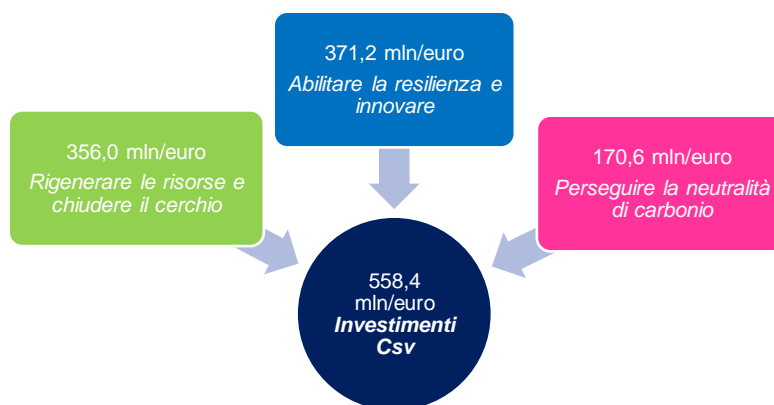 371,2 mln/euro
Abilitare la resilienza e
innovare
356,0 mln/euro
Rigenerare le risorse e
chiudere il cerchio
170,6 mln/euro
Perseguire la neutralità
di carbonio
558,4
mln/euro
Investimenti
Csv